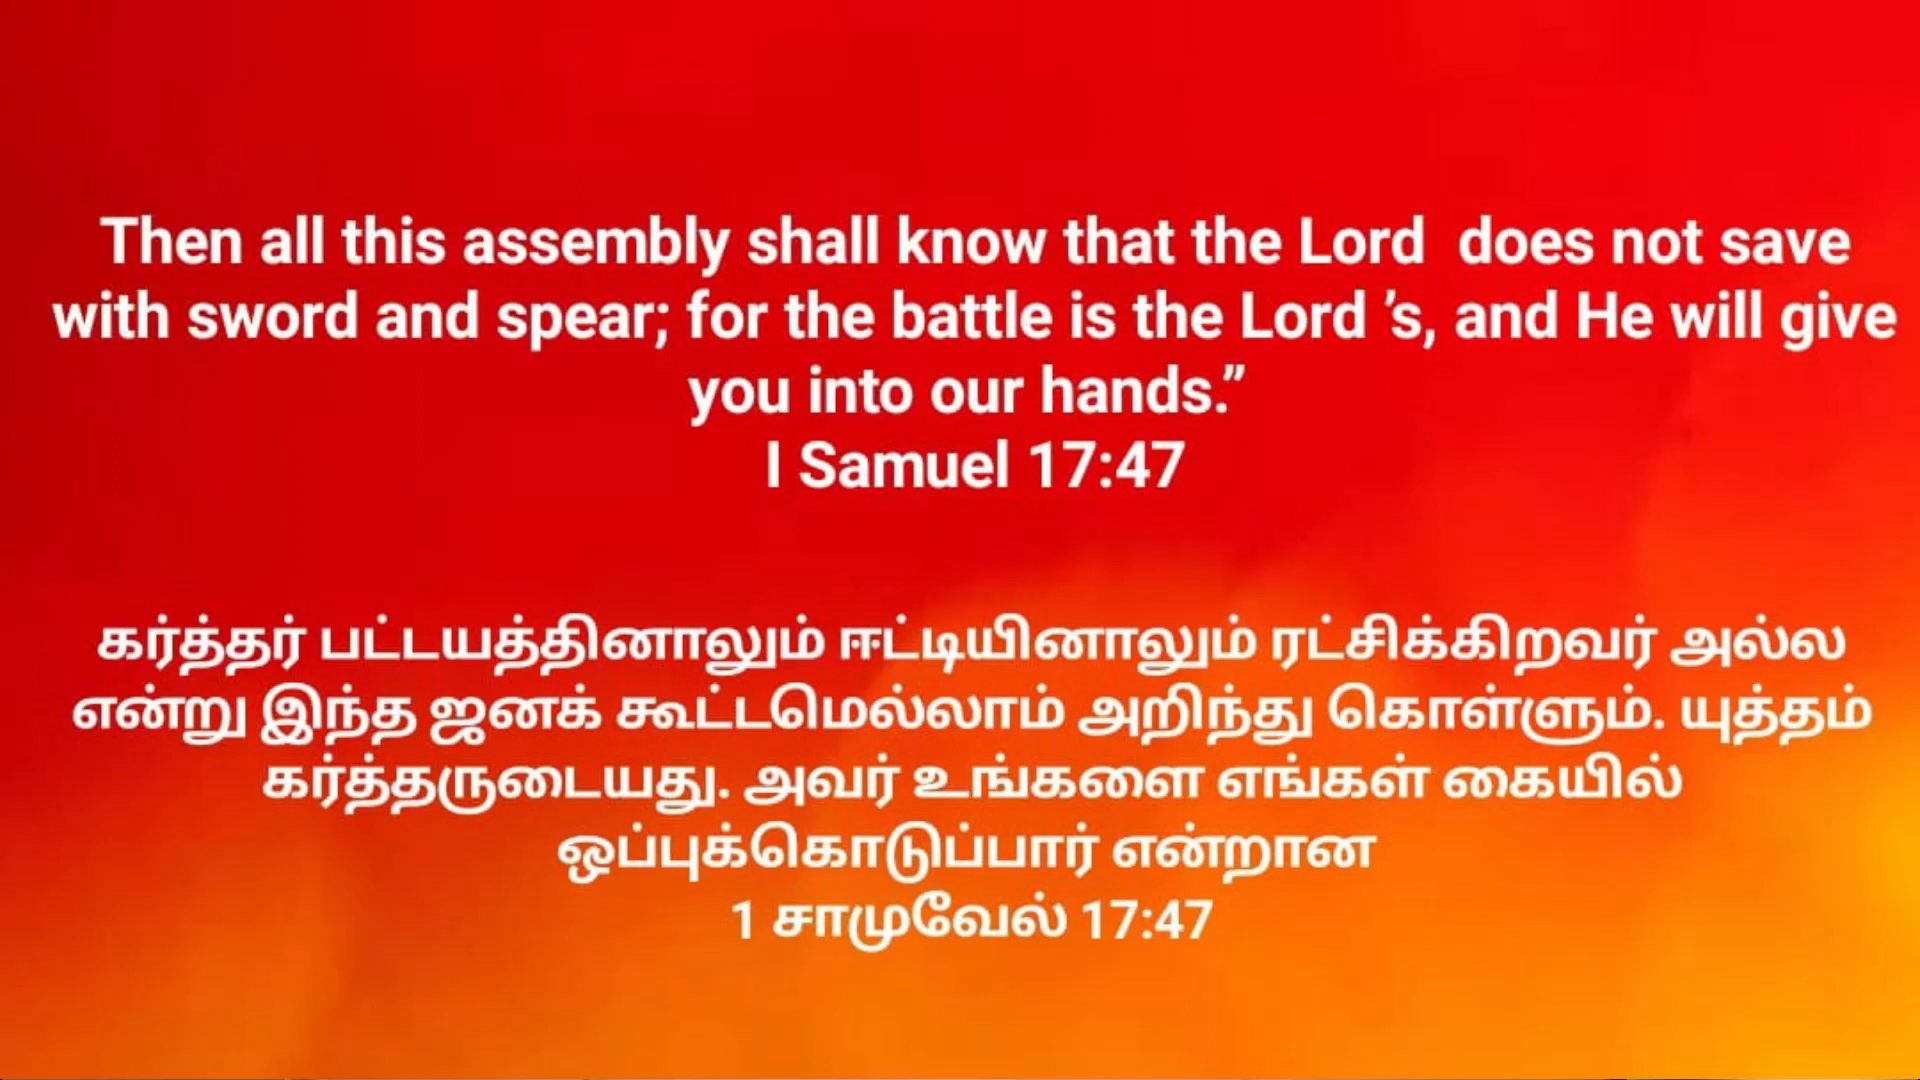 Then all this assembly shall know that the Lord  does not save
with sword and spear; for the battle is the Lord ’s, and He will give
you into our hands.”
I Samuel 17:47
கர்த்தர் பட்டயத்தினாலும் ஈட்டியினாலும் ரட்சிக்கிறவர் அல்ல
என்று இந்த ஜனக் கூட்டமெல்லாம் அறிந்து கொள்ளும். யுத்தம்
கர்த்தருடையது. அவர் உங்களை எங்கள் கையில்
ஒப்புக்கொடுப்பார் என்றான
1 சாமுவேல் 17:47